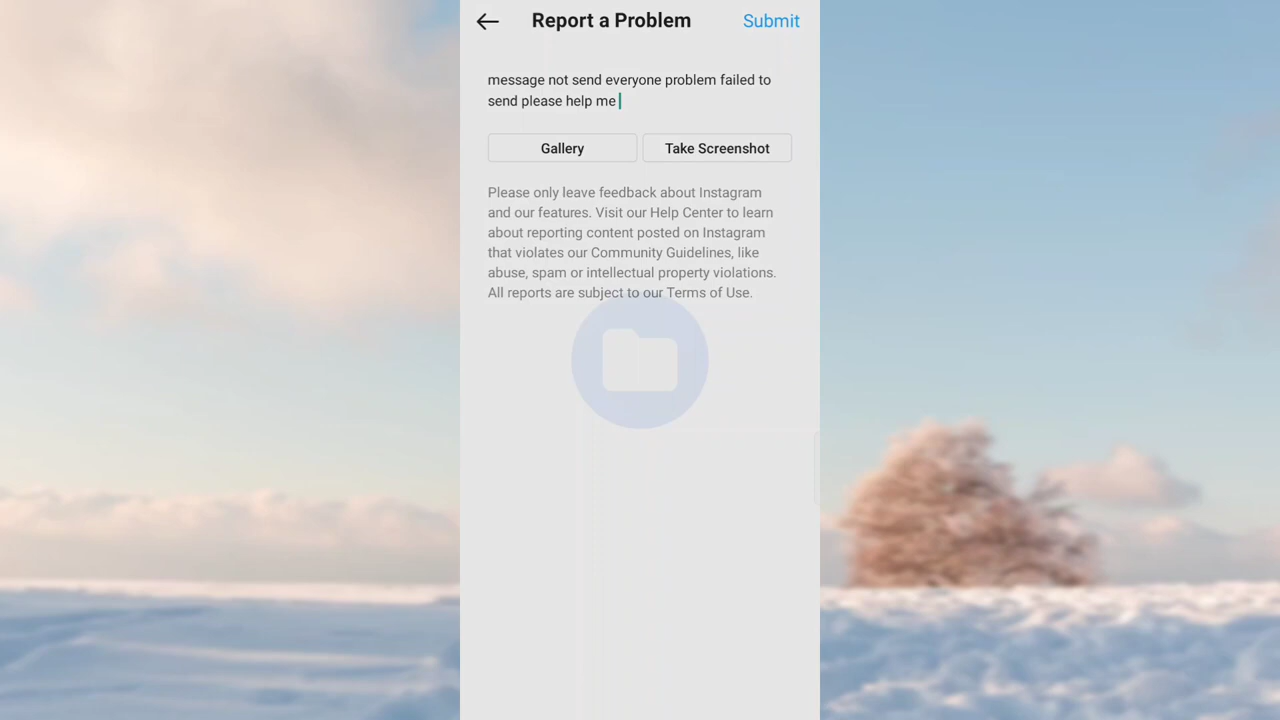 Report a Problem
Submit
message not send everyone problem failed to
send please help me
Gallery
Take Screenshot
Please only leave feedback about Instagram
and our features. Visit our Help Center to learn
about reporting content posted on Instagram
that violates our Community Guidelines, like
abuse, spam or intellectual property violations.
All reports are subject to our Terms of Use.